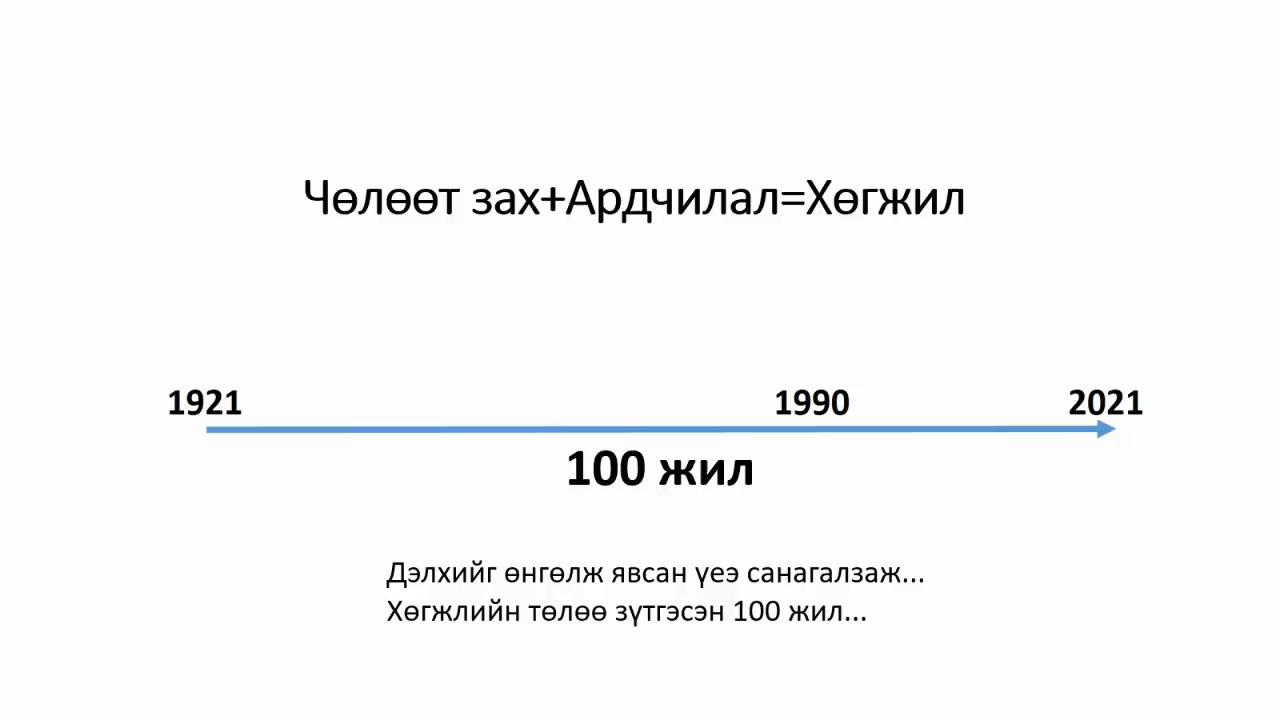 Чөлөөт зах+Ардчилал=Хөгжил
1921 1990 2021
100 жил
Дэлхийг өнгөлж явсан үеэ санагалзаж...
Хөгжлийн төлөө зүтгэсэн 100 жил...